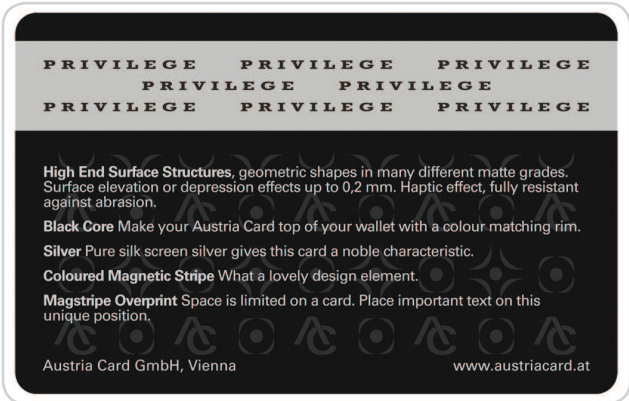 PRIVILEGE PRIVILEGE PRIVILEGE
PRIVILEGE PRIVILEGE
PRIVILEGE PRIVILEGE PRIVILEGE
High End Surface Structures, geometric shapes in many different matte grades.
Surface elevation or depression effects up to 0,2 mm. Haptic effect, fully resistant
against abrasion.
Black Core Make your Austria Card top of your wallet with a colour matching rim.
Silver Pure silk screen silver gives this card a noble characteristic.
Coloured Magnetic Stripe What a lovely design element.
Magstripe Overprint Space is limited on a card. Place important text on this
unique position.
Austria Card GmbH, Vienna www.austriacard.at